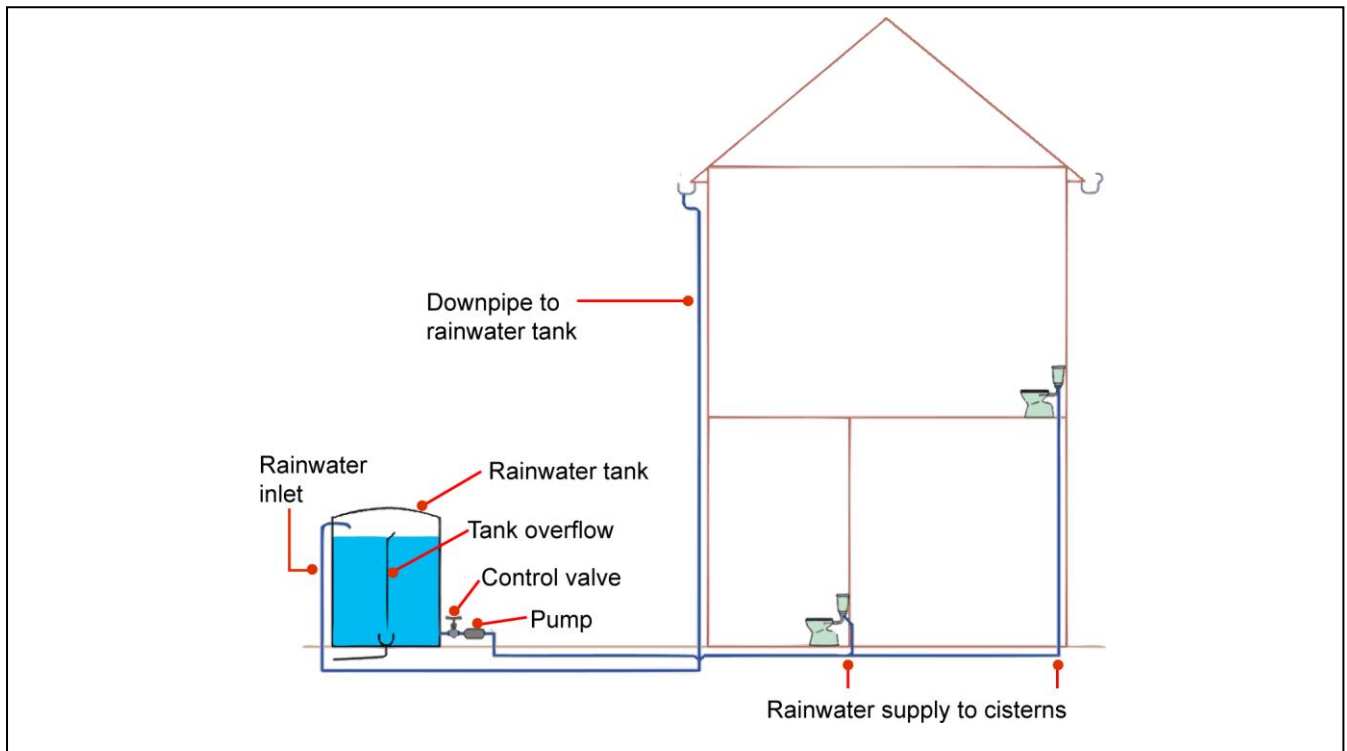 Downpipe to
rainwater tank
Rainwater
inlet
Rainwater tank
Tank overflow
Control valve
Pump
Rainwater supply to cisterns